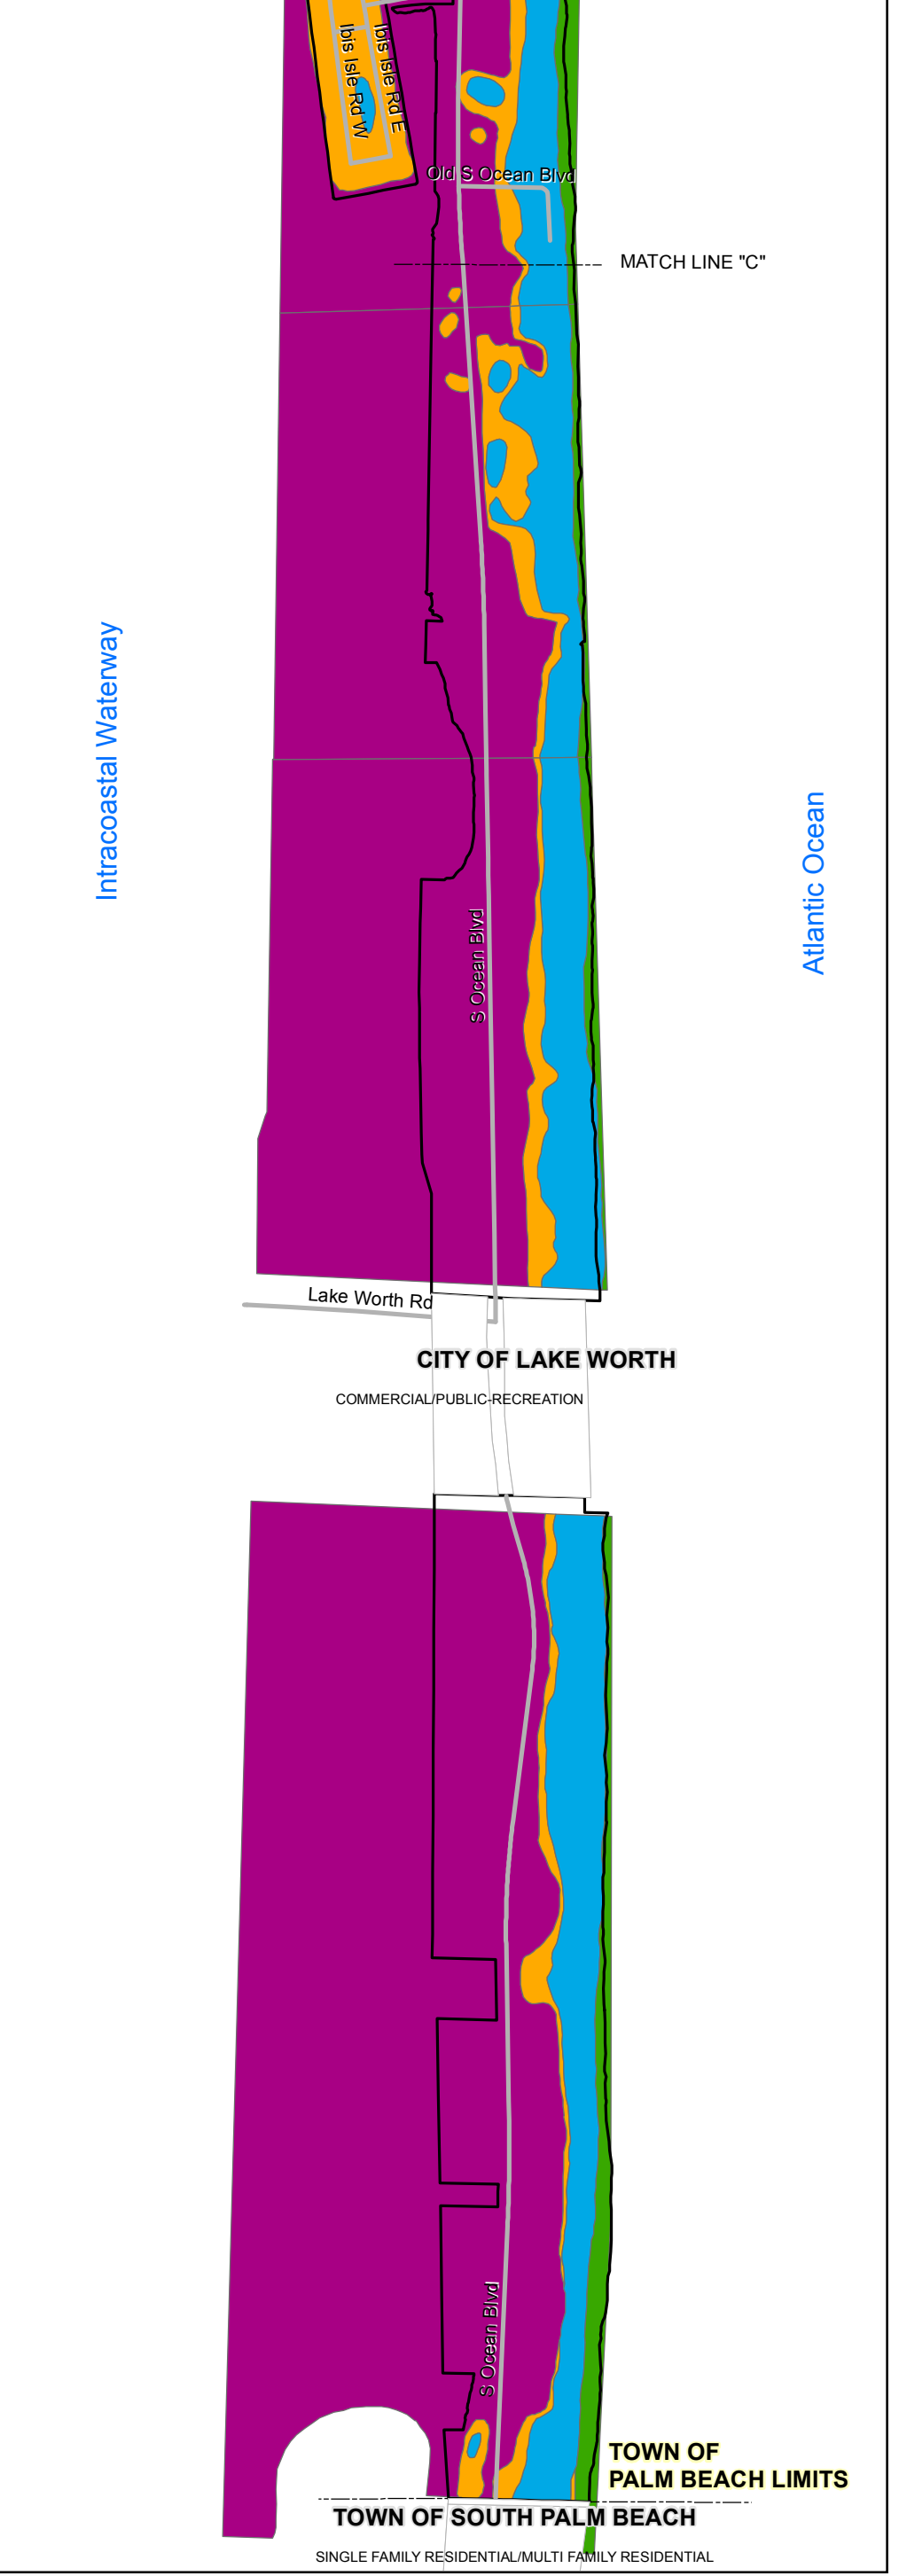 Ibis Isle Rd W
Ibis Isle Rd E
Old S Ocean Blvd
MATCH LINE "C"
Intracoastal Waterway
Atlantic Ocean
S Ocean Blvd
Lake Worth Rd
CITY OF LAKE WORTH
COMMERCIAL/PUBLIC-RECREATION
S Ocean Blvd
TOWN OF
PALM BEACH LIMITS
TOWN OF SOUTH PALM BEACH
SINGLE FAMILY RESIDENTIAL/MULTI FAMILY RESIDENTIAL